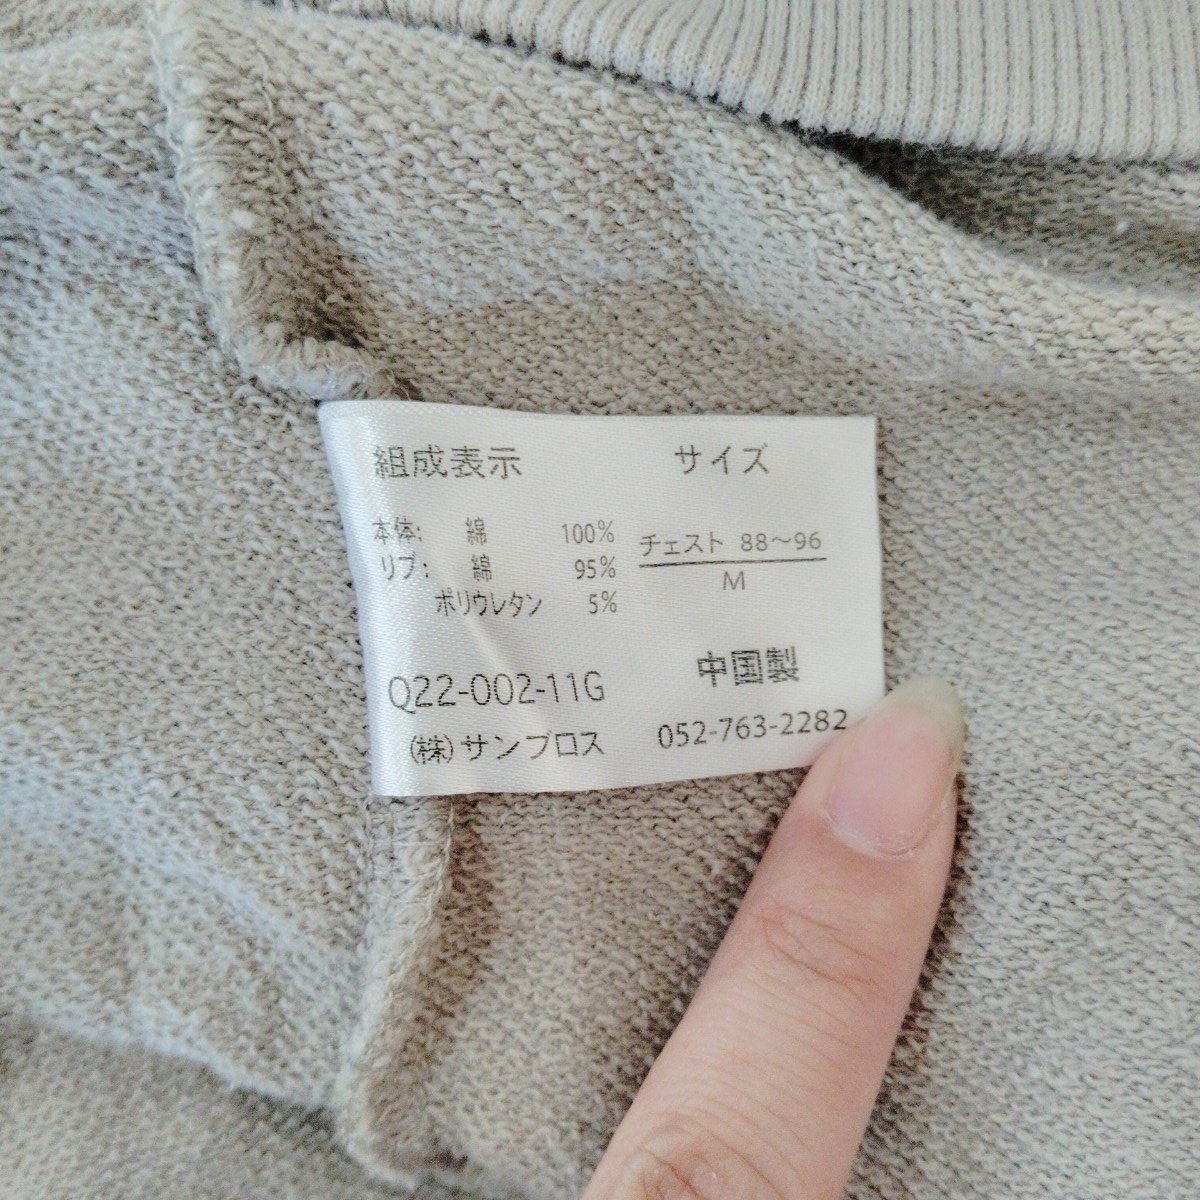 組成表示
本体: 綿 100%
リブ: 綿 95%
ポリウレタン 5%
Q22-002-11G
(株)サンブロス
サイズ
チェスト 88～96
M
中国製
052-763-2282